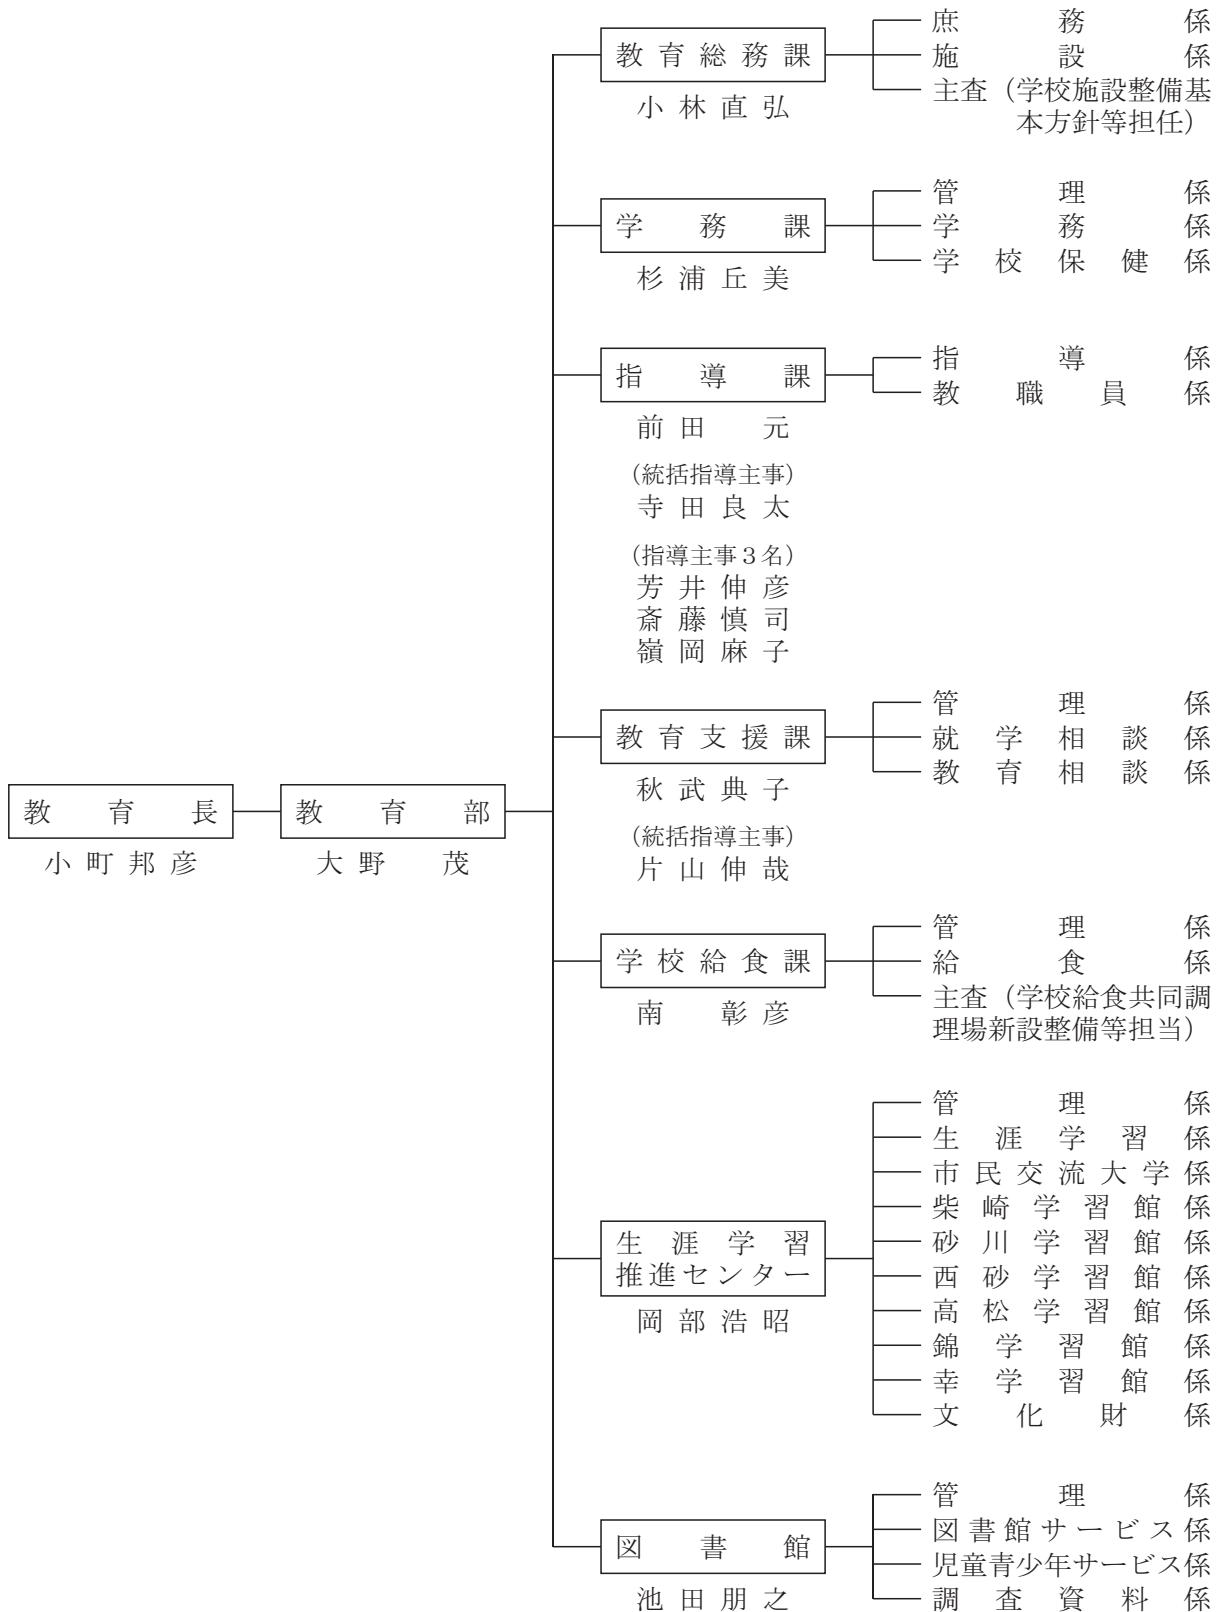 教育長
小町邦彦
教育部
大野　茂
教育総務課
小林直弘
庶務係
施設係
主査（学校施設整備基
本方針等担任）
学務課
杉浦丘美
管理係
学務係
学校保健係
指導課
前田　元
（統括指導主事）
寺田良太
（指導主事３名）
芳井伸彦
斎藤慎司
嶺岡麻子
指導係
教職員係
教育支援課
秋武典子
（統括指導主事）
片山伸哉
管理係
就学相談係
教育相談係
学校給食課
南　彰彦
管理係
給食係
主査（学校給食共同調
理場新設整備等担当）
生涯学習
推進センター
岡部浩昭
管理係
生涯学習係
市民交流大学係
柴崎学習館係
砂川学習館係
西砂学習館係
高松学習館係
錦学習館係
幸学習館係
文化財係
図書館
池田朋之
管理係
図書館サービス係
児童青少年サービス係
調査資料係